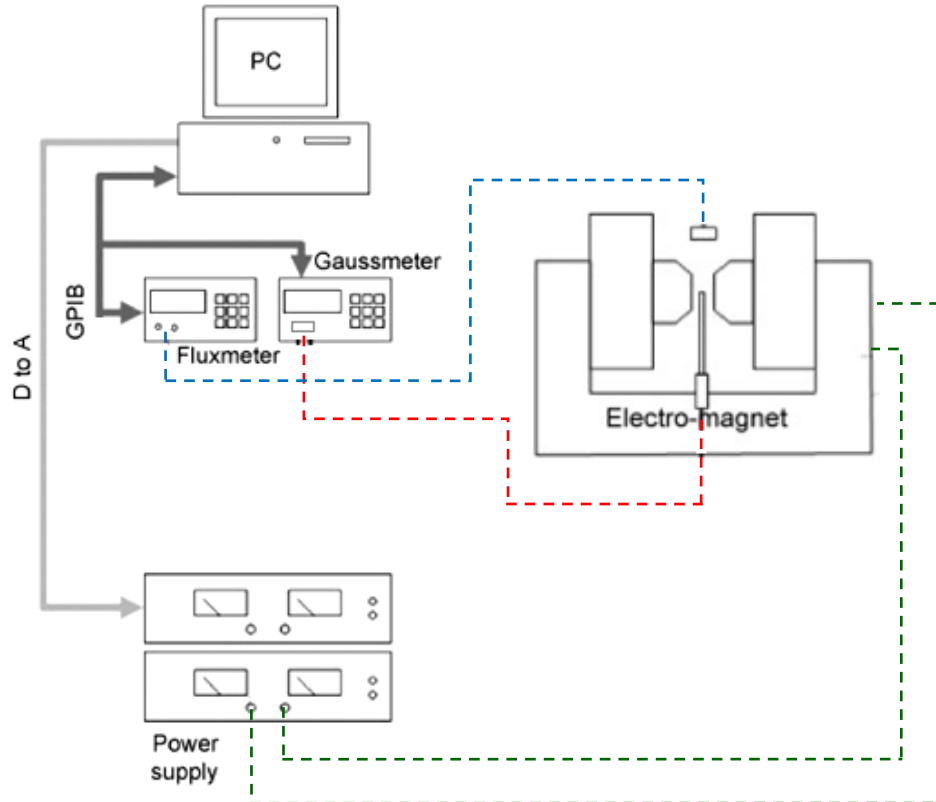 PC
Gaussmeter
GPIB
Fluxmeter
D to A
Electro-magnet
Power
supply